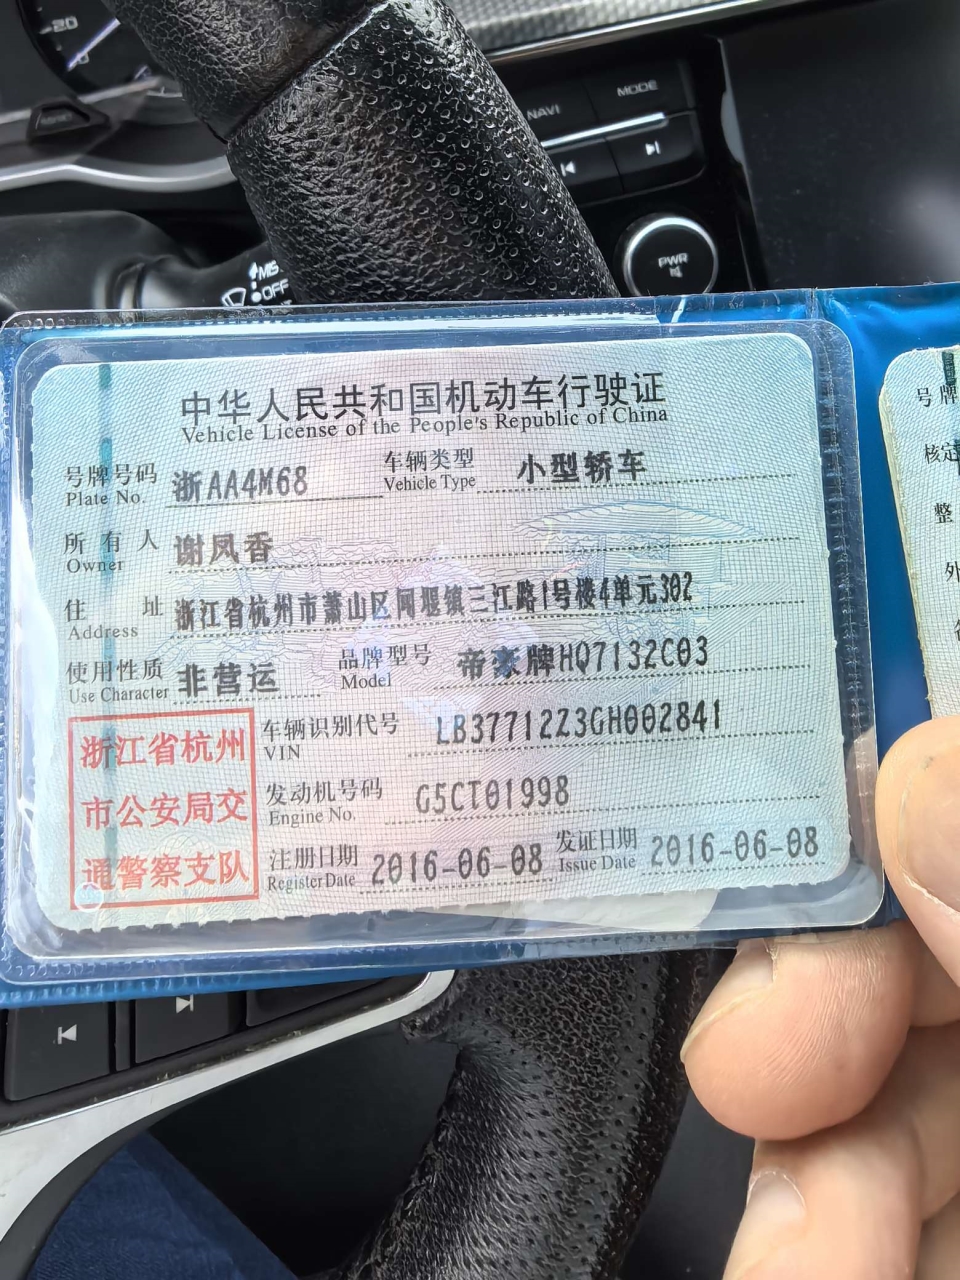 20
NAVI
MODE
PWR
MIS
OFF
中华人民共和国机动车行驶证
Vehicle License of the People's Republic of China
号牌号码 浙AA4M68 车辆类型 小型轿车
Plate No. Vehicle Type
所有人 谢凤香
Owner
住址 浙江省杭州市萧山区闻堰镇三江路1号楼4单元302
Address
使用性质 非营运 品牌型号 帝豪牌HQ7132C03
Use Character Model
浙江省杭州
市公安局交
通警察支队
车辆识别代号 LB37712Z3GH002841
VIN
发动机号码 G5CT01998
Engine No.
注册日期 2016-06-08 发证日期 2016-06-08
Register Date Issue Date
号牌
核定
整
外